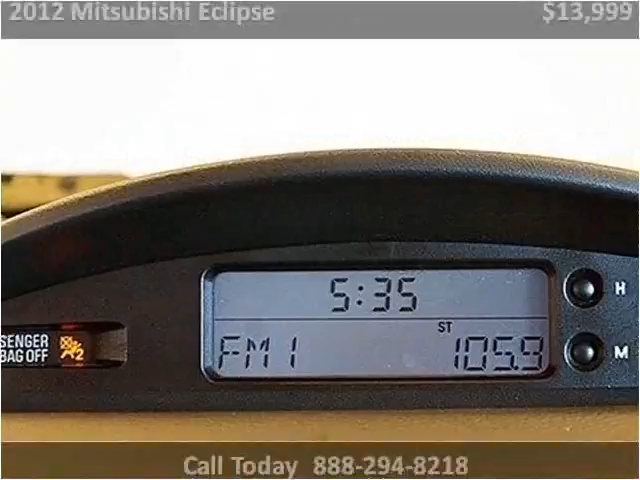 2012 Mitsubishi Eclipse $13,999
5:35
H
ST
FM1 105.9
M
SENGER
BAG OFF
2
Call Today 888-294-8218